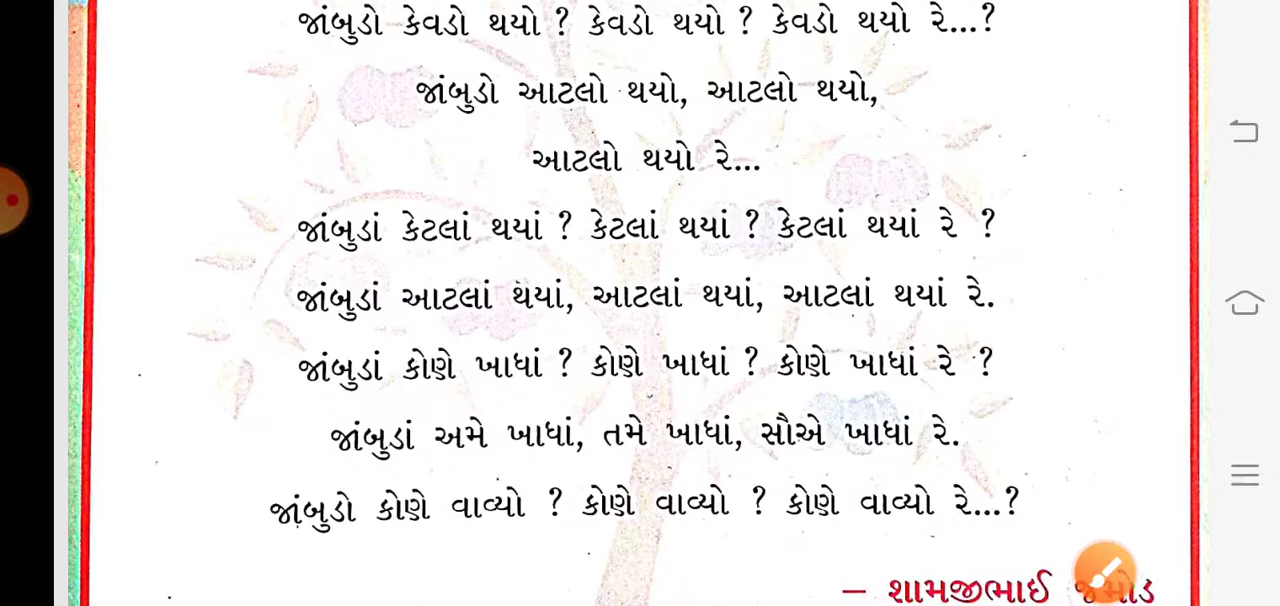 જાંબુડો કેવડો થયો ? કેવડો થયો ? કેવડો થયો રે...?
જાંબુડો આટલો થયો, આટલો થયો,
આટલો થયો રે...
જાંબુડાં કેટલાં થયાં ? કેટલાં થયાં ? કેટલાં થયાં રે ?
જાંબુડાં આટલાં થયાં, આટલાં થયાં, આટલાં થયાં રે.
જાંબુડાં કોણે ખાધાં ? કોણે ખાધાં ? કોણે ખાધાં રે ?
જાંબુડાં અમે ખાધાં, તમે ખાધાં, સૌએ ખાધાં રે.
જાંબુડો કોણે વાવ્યો ? કોણે વાવ્યો ? કોણે વાવ્યો રે...?
– શામજીભાઈ